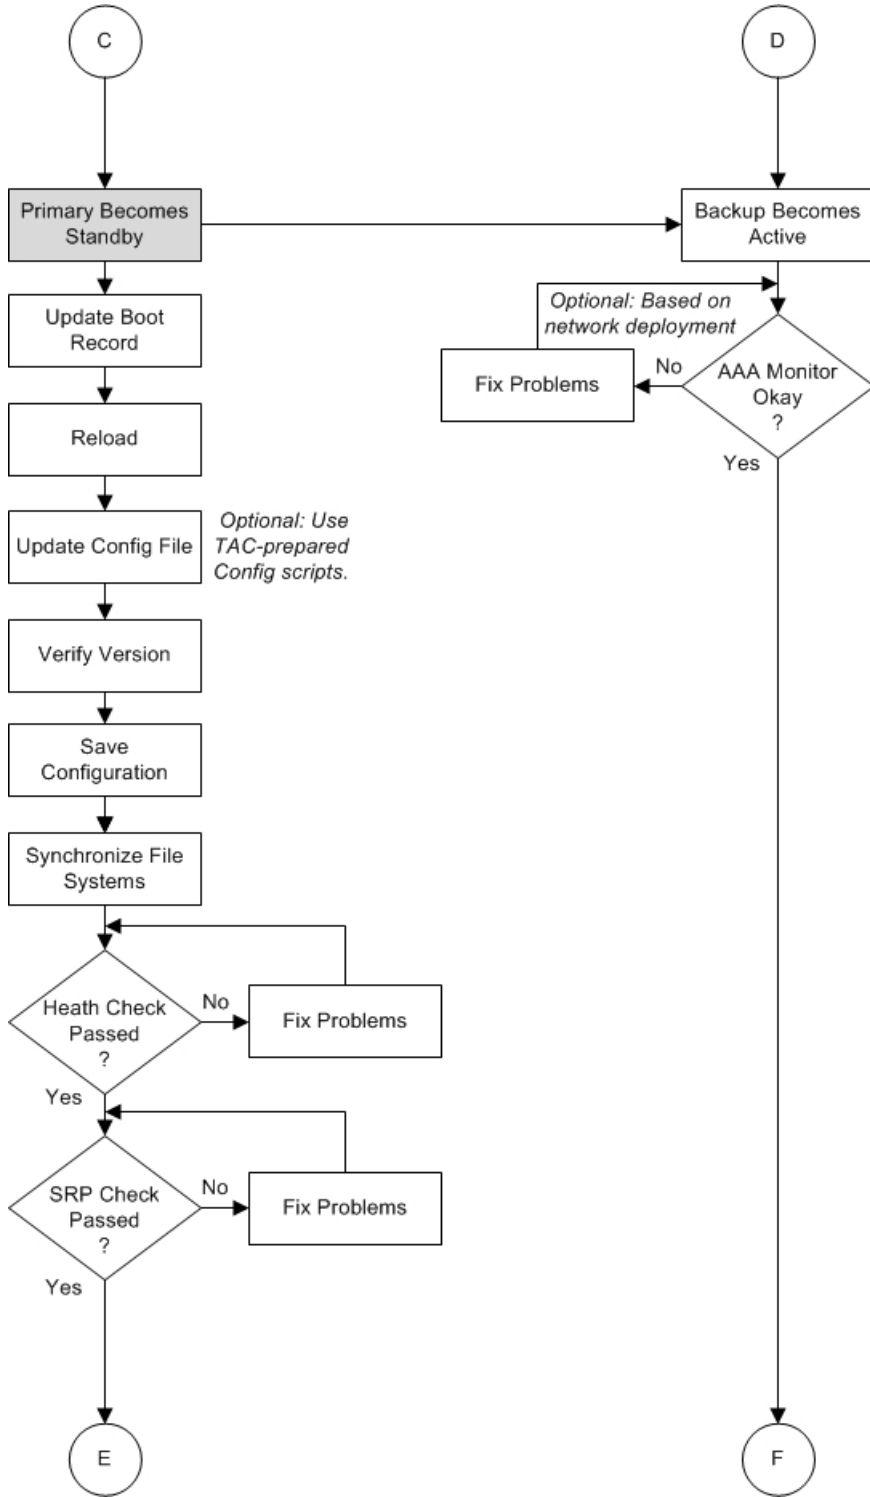 C
D
Primary Becomes
Standby
Backup Becomes
Active
Update Boot
Record
Optional: Based on
network deployment
Fix Problems
No
AAA Monitor
Okay
?
Yes
Reload
Update Config File
Optional: Use
TAC-prepared
Config scripts.
Verify Version
Save
Configuration
Synchronize File
Systems
Heath Check
Passed
?
No
Fix Problems
Yes
SRP Check
Passed
?
No
Fix Problems
Yes
E
F